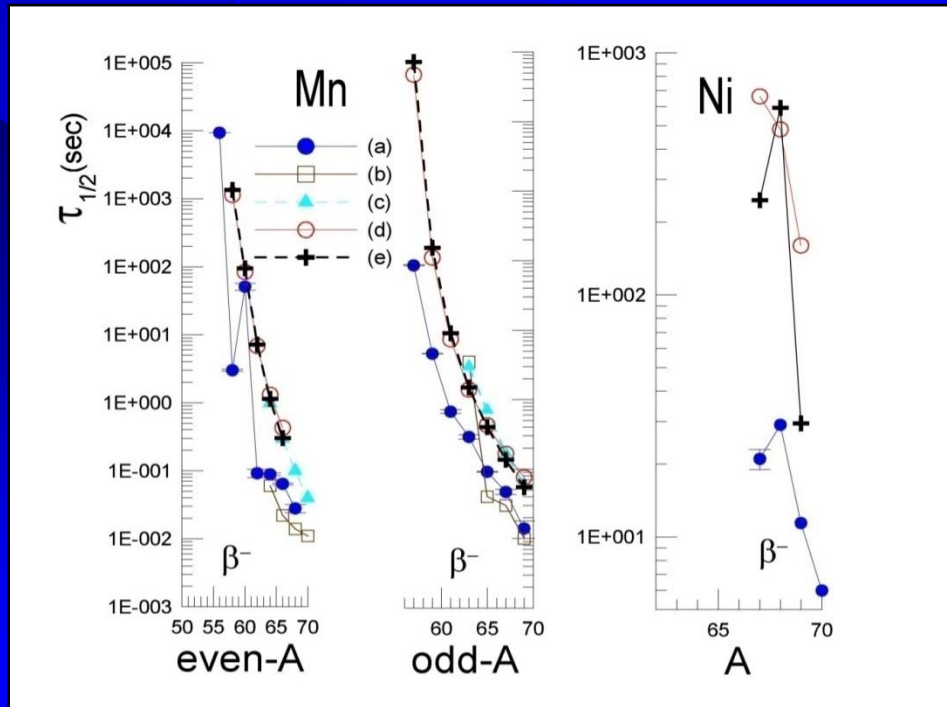 τ1/2(sec)
1E+005
1E+004
1E+003
1E+002
1E+001
1E+000
1E-001
1E-002
1E-003
Mn
(a)
(b)
(c)
(d)
(e)
β−
50 55 60 65 70
even-A
β−
60 65 70
odd-A
Ni
1E+003
1E+002
1E+001
β−
65 70
A